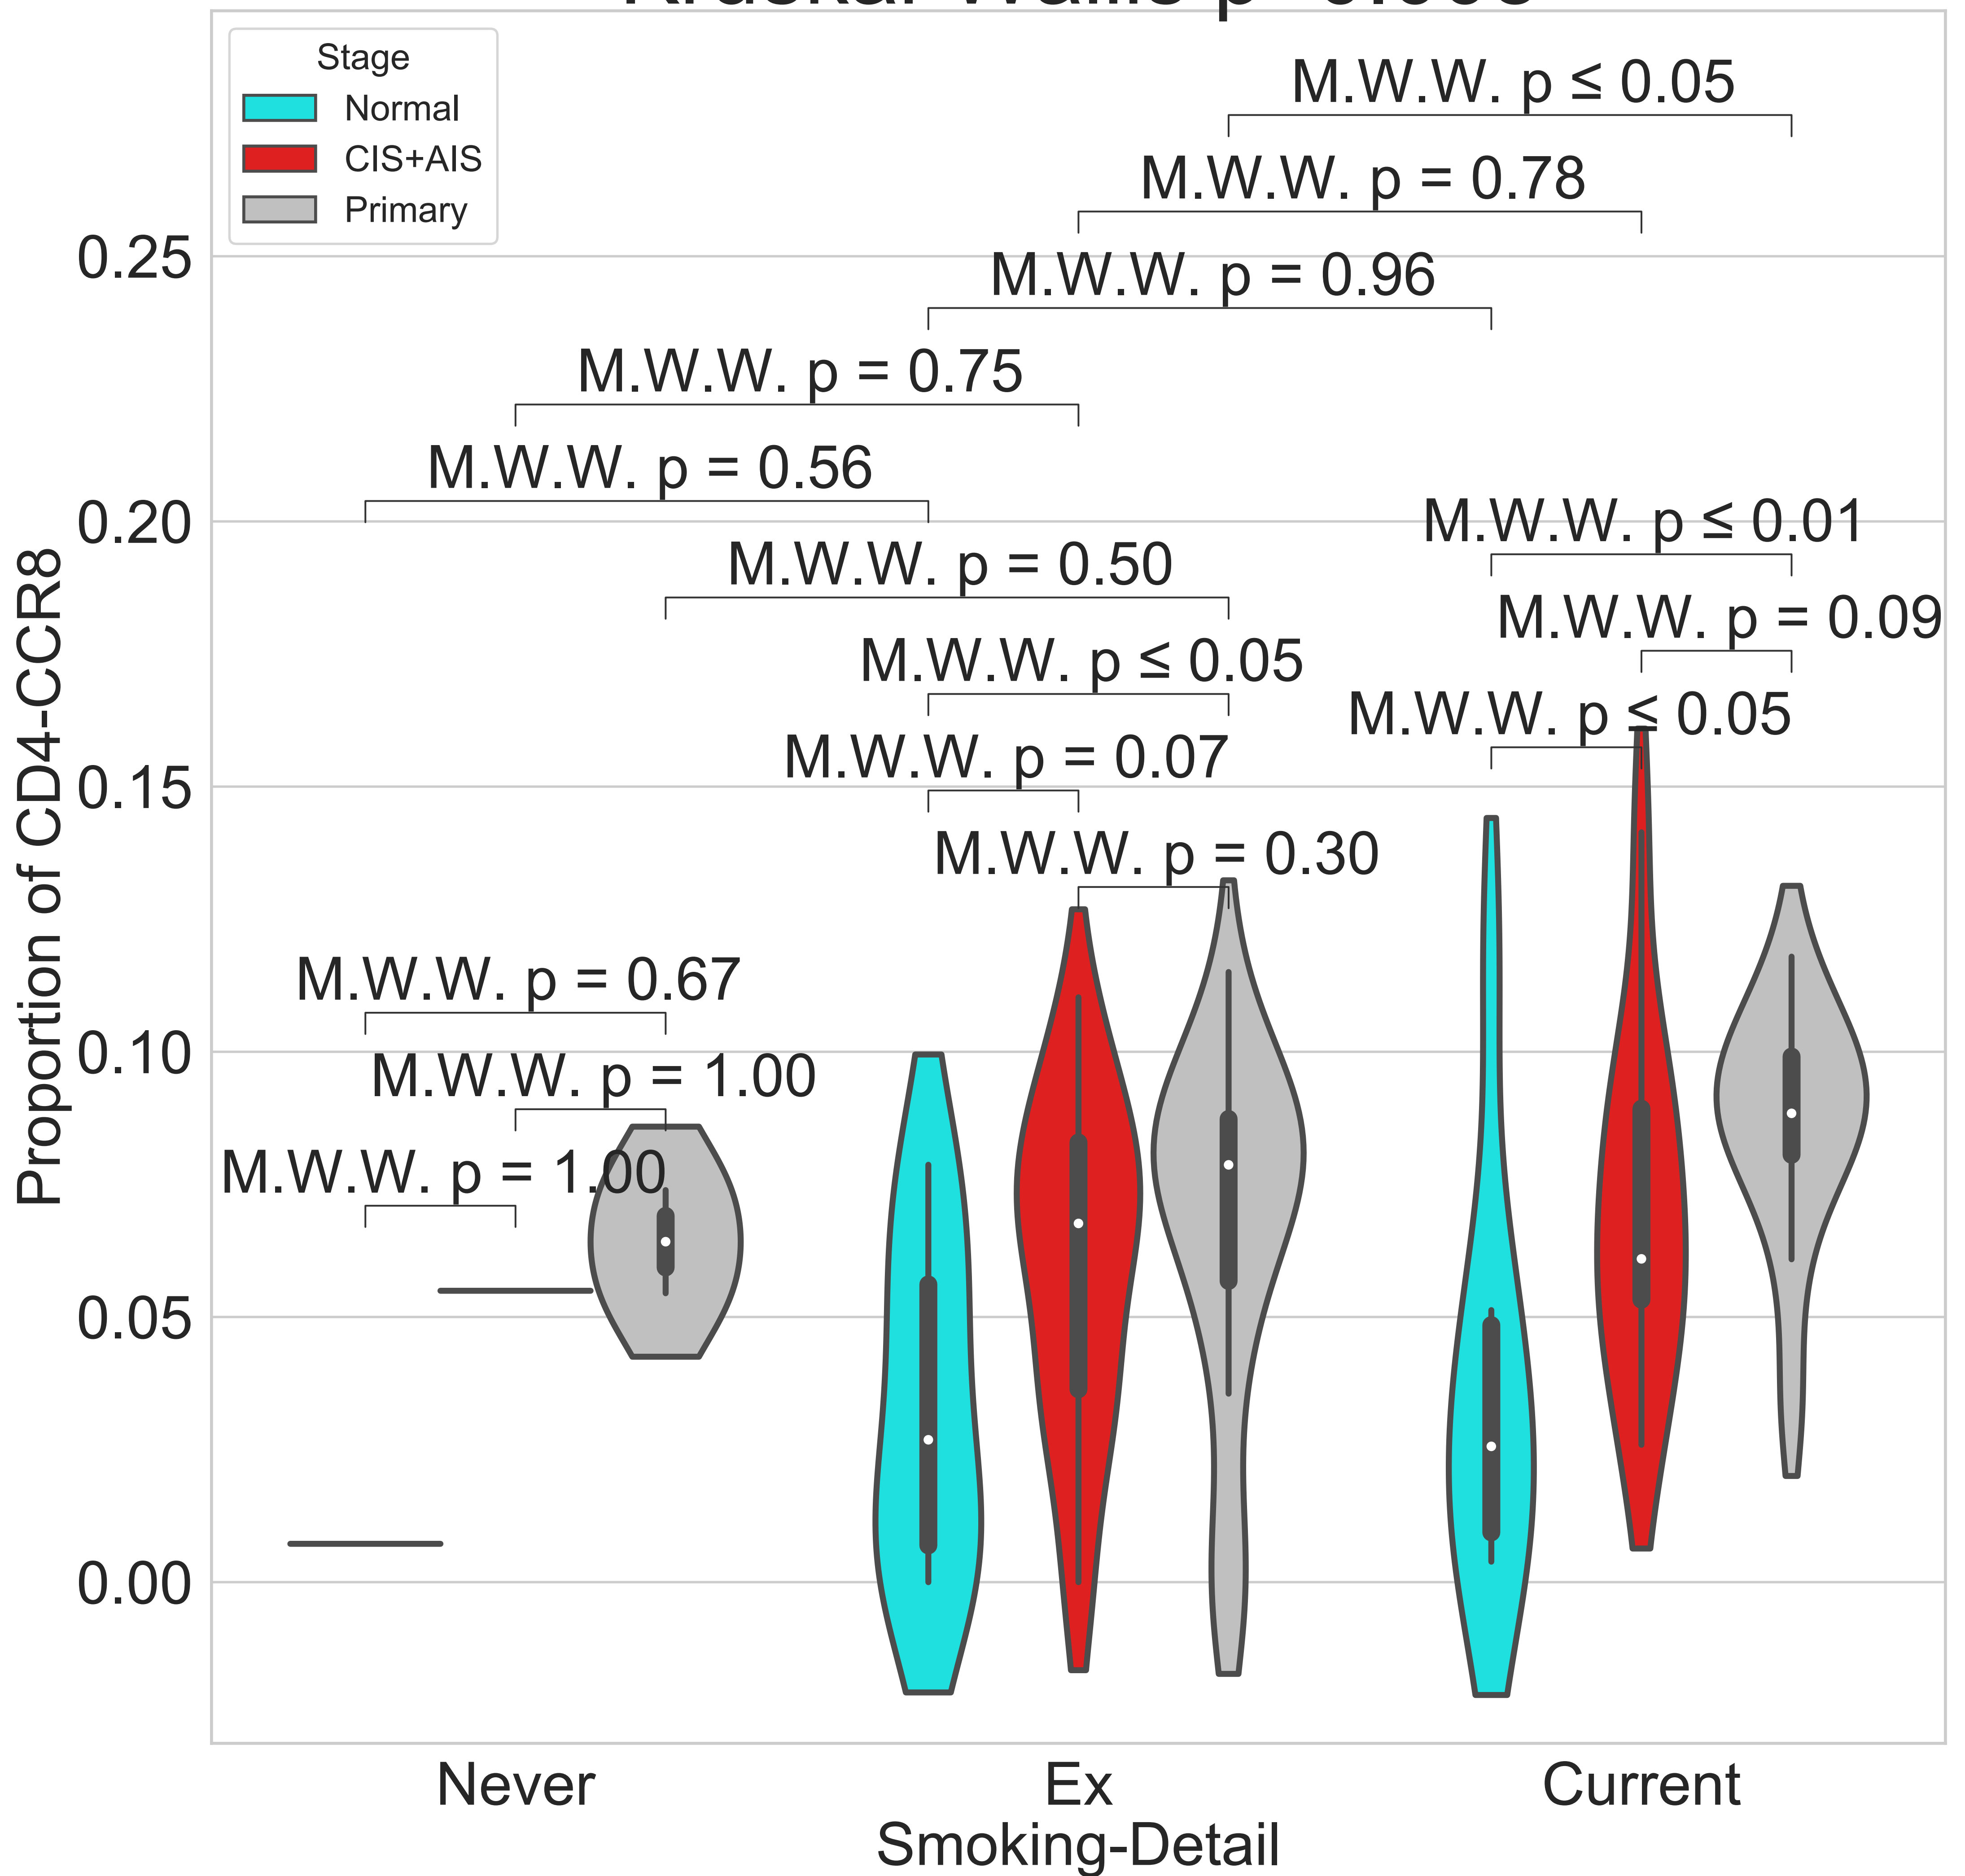 Stage
Normal
CIS+AIS
Primary
M.W.W. p ≤ 0.05
M.W.W. p = 0.78
M.W.W. p = 0.96
M.W.W. p = 0.75
M.W.W. p = 0.56
M.W.W. p ≤ 0.01
M.W.W. p = 0.50
M.W.W. p = 0.09
M.W.W. p ≤ 0.05
M.W.W. p ≤ 0.05
M.W.W. p = 0.07
M.W.W. p = 0.30
M.W.W. p = 0.67
M.W.W. p = 1.00
M.W.W. p = 1.00
0.25
0.20
0.15
0.10
0.05
0.00
Proportion of CD4-CCR8
Never
Ex
Current
Smoking-Detail